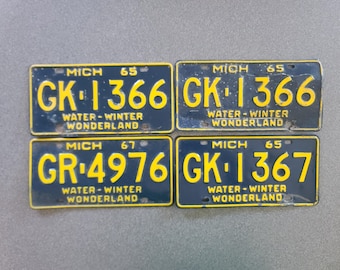 MICH 65
GK·1366
WATER-WINTER
WONDERLAND
MICH 65
GK·1366
WATER-WINTER
WONDERLAND
MICH 67
GR·4976
WATER-WINTER
WONDERLAND
MICH 65
GK·1367
WATER-WINTER
WONDERLAND